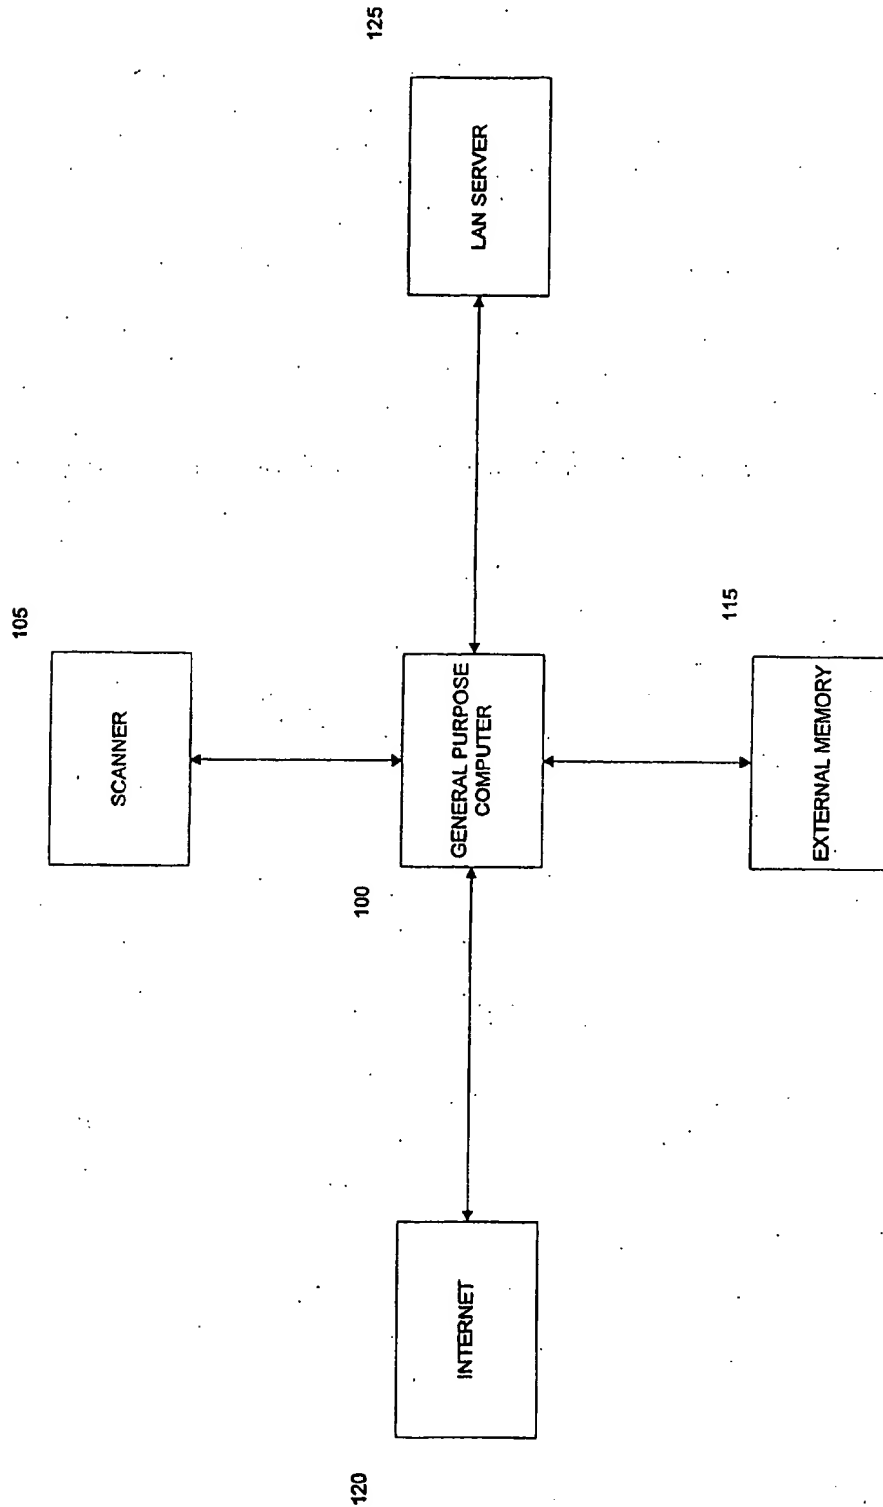 105
SCANNER
120
INTERNET
100
GENERAL PURPOSE
COMPUTER
125
LAN SERVER
115
EXTERNAL MEMORY